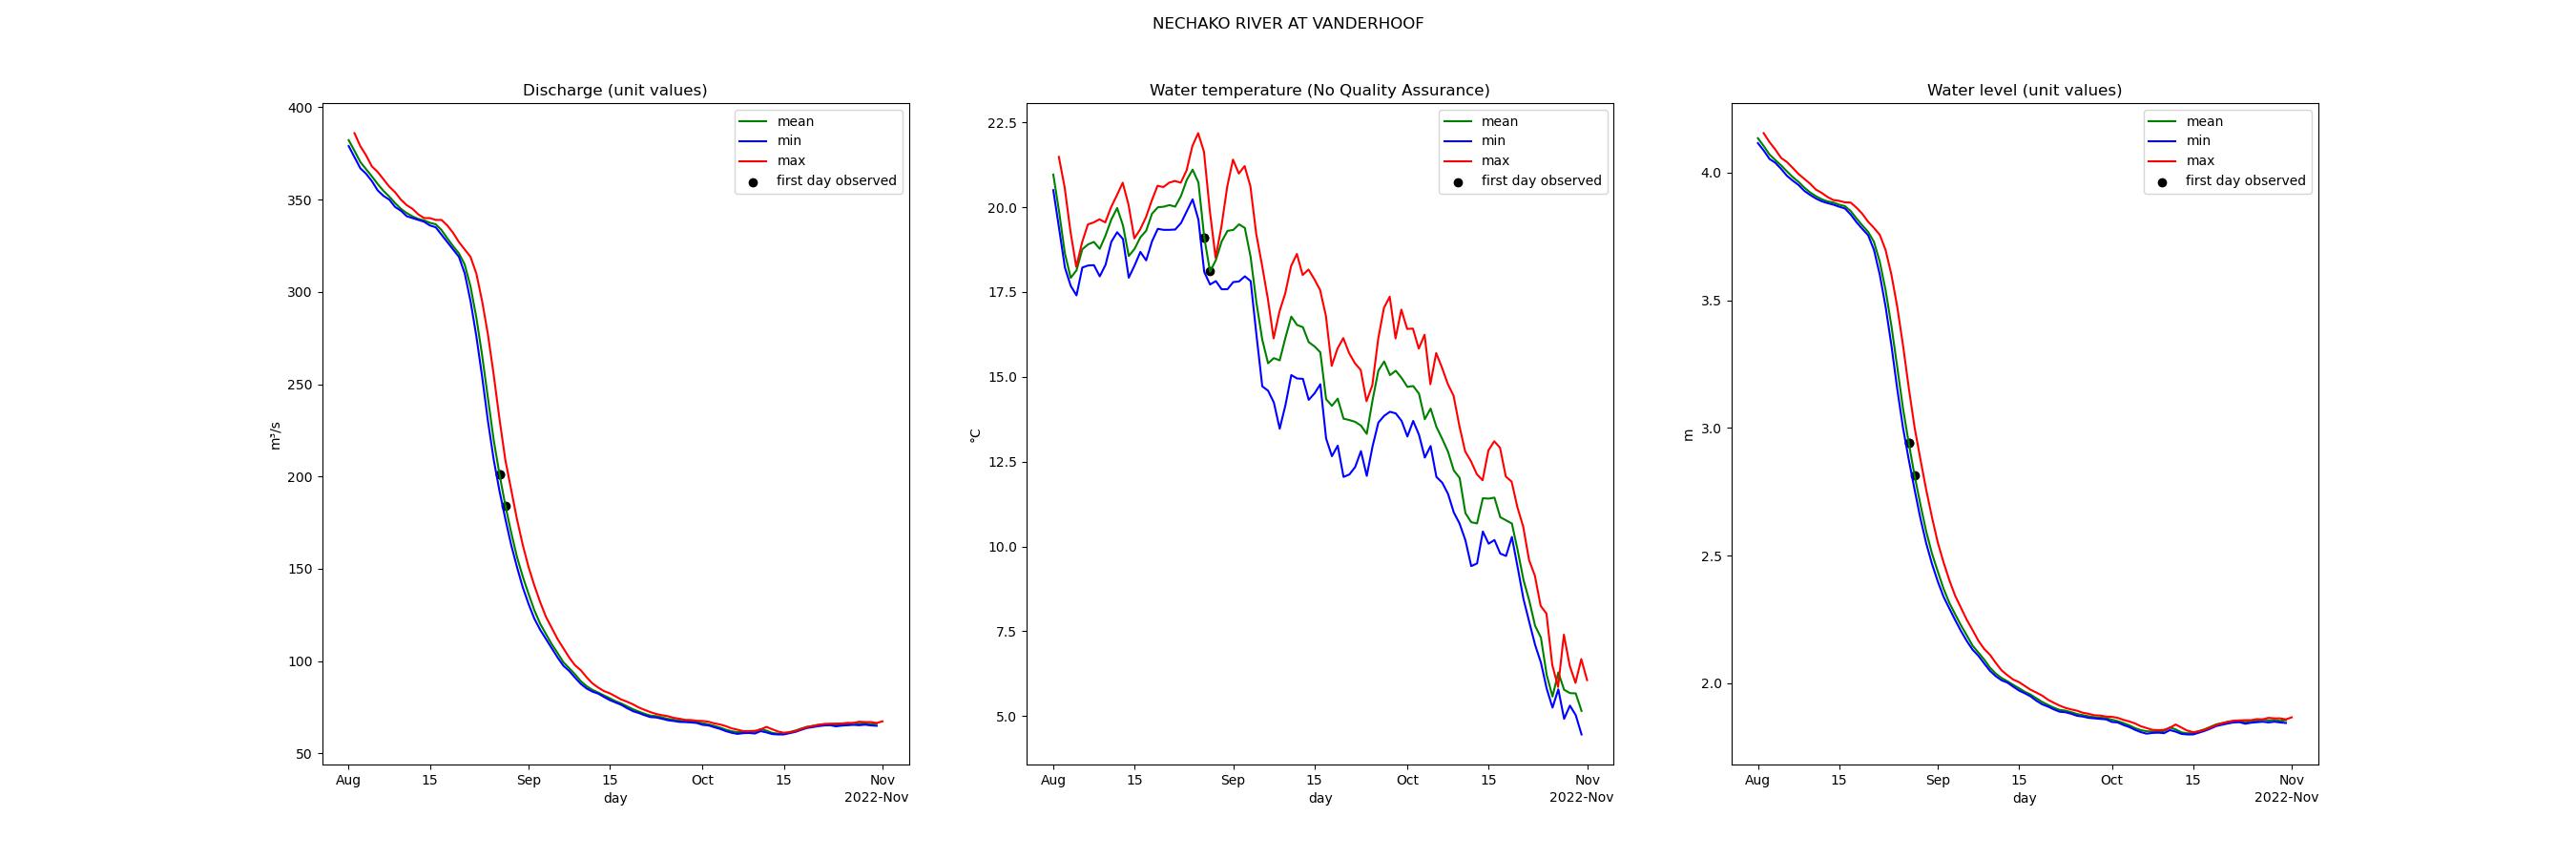 NECHAKO RIVER AT VANDERHOOF
Discharge (unit values)
400
350
300
250
200
150
100
50
m³/s
mean
min
max
first day observed
Aug 15 Sep 15 Oct 15 Nov
day 2022-Nov
Water temperature (No Quality Assurance)
22.5
20.0
17.5
15.0
12.5
10.0
7.5
5.0
°C
mean
min
max
first day observed
Aug 15 Sep 15 Oct 15 Nov
day 2022-Nov
Water level (unit values)
4.0
3.5
3.0
2.5
2.0
m
mean
min
max
first day observed
Aug 15 Sep 15 Oct 15 Nov
day 2022-Nov